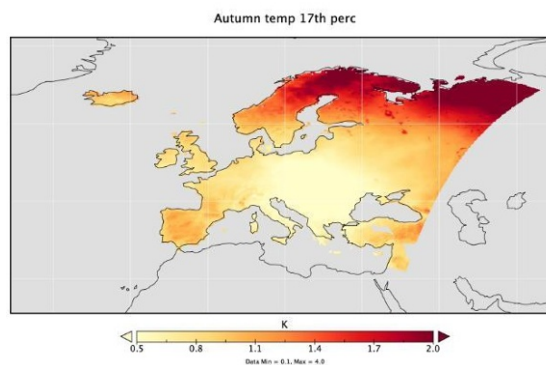 Autumn temp 17th perc
K
0.5 0.8 1.1 1.4 1.7 2.0
Data Min = 0.1, Max = 4.0